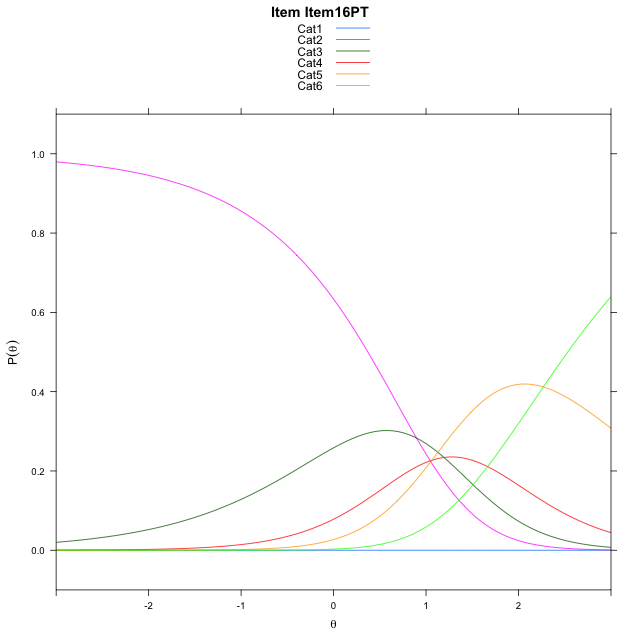 Item Item16PT
Cat1
Cat2
Cat3
Cat4
Cat5
Cat6
1.0
0.8
0.6
0.4
0.2
0.0
P(θ)
-2 -1 0 1 2
θ